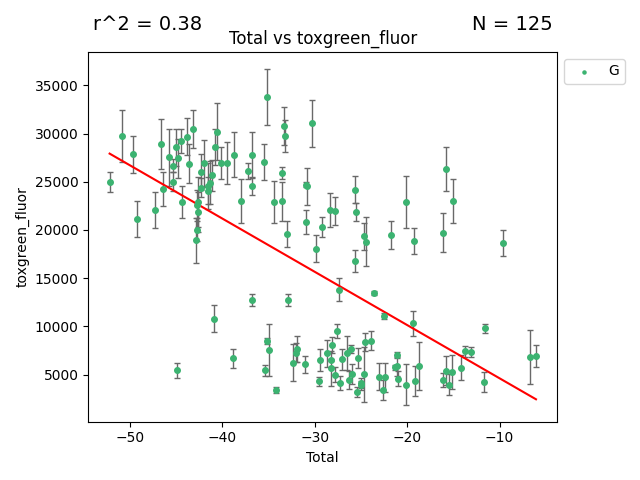 r^2 = 0.38
N = 125
Total vs toxgreen_fluor
G
35000
30000
25000
20000
15000
10000
5000
toxgreen_fluor
−50
−40
−30
−20
−10
Total